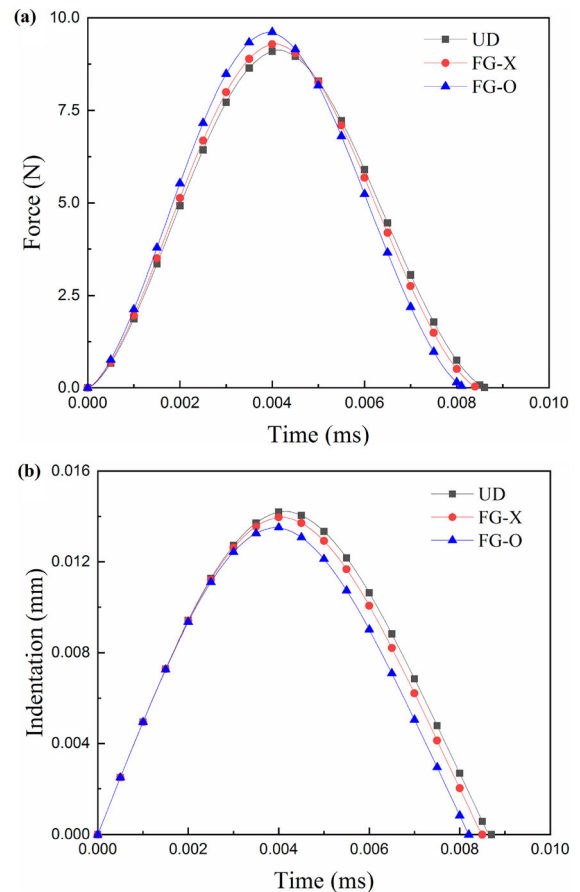 (a)
10.0
7.5
5.0
2.5
0.0
Force (N)
UD
FG-X
FG-O
0.000 0.002 0.004 0.006 0.008 0.010
Time (ms)
(b)
0.016
0.012
0.008
0.004
0.000
Indentation (mm)
UD
FG-X
FG-O
0.000 0.002 0.004 0.006 0.008 0.010
Time (ms)